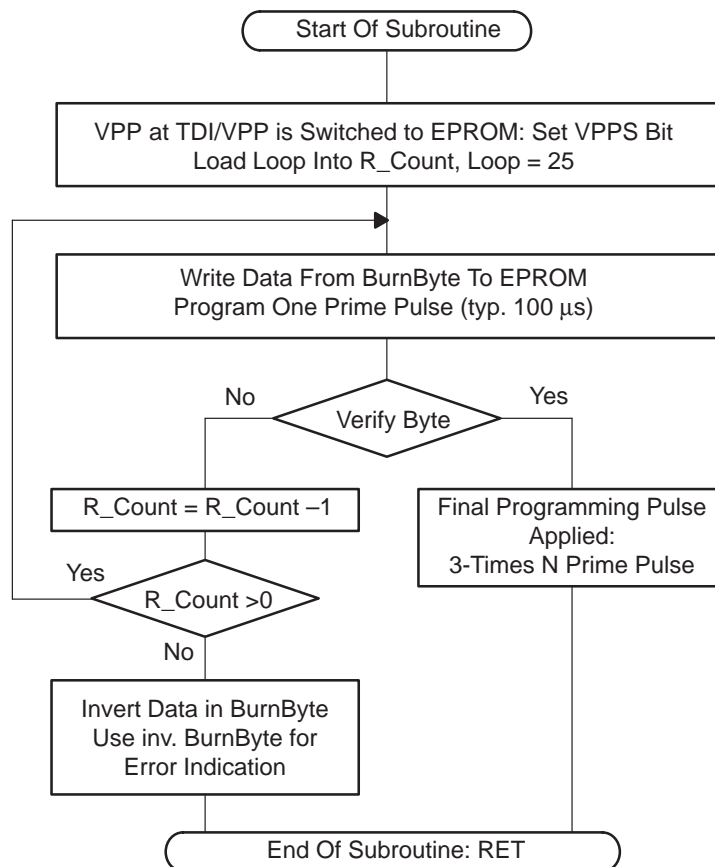 Start Of Subroutine
VPP at TDI/VPP is Switched to EPROM: Set VPPS Bit
Load Loop Into R_Count, Loop = 25
Write Data From BurnByte To EPROM
Program One Prime Pulse (typ. 100 μs)
No
Verify Byte
Yes
R_Count = R_Count –1
Final Programming Pulse
Applied:
3-Times N Prime Pulse
Yes
R_Count >0
No
Invert Data in BurnByte
Use inv. BurnByte for
Error Indication
End Of Subroutine: RET